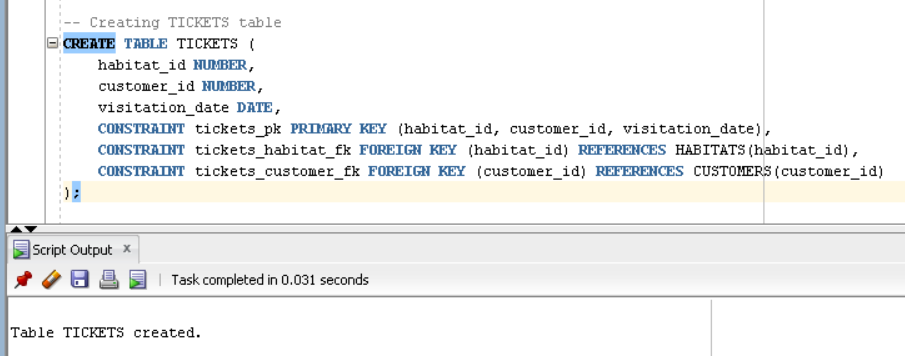 -- Creating TICKETS table
CREATE TABLE TICKETS (
habitat_id NUMBER,
customer_id NUMBER,
visitation_date DATE,
CONSTRAINT tickets_pk PRIMARY KEY (habitat_id, customer_id, visitation_date),
CONSTRAINT tickets_habitat_fk FOREIGN KEY (habitat_id) REFERENCES HABITATS(habitat_id),
CONSTRAINT tickets_customer_fk FOREIGN KEY (customer_id) REFERENCES CUSTOMERS(customer_id)
);
Script Output x
Task completed in 0.031 seconds
Table TICKETS created.